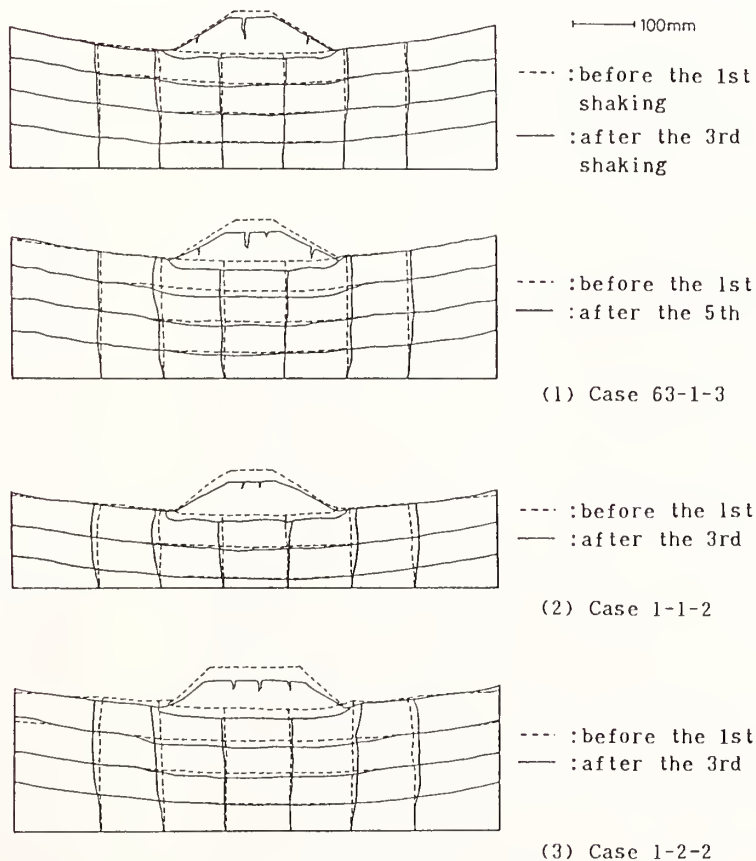 100mm
---- :before the 1st
shaking
— :after the 3rd
shaking
---- :before the 1st
— :after the 5th
(1) Case 63-1-3
---- :before the 1st
— :after the 3rd
(2) Case 1-1-2
---- :before the 1st
— :after the 3rd
(3) Case 1-2-2